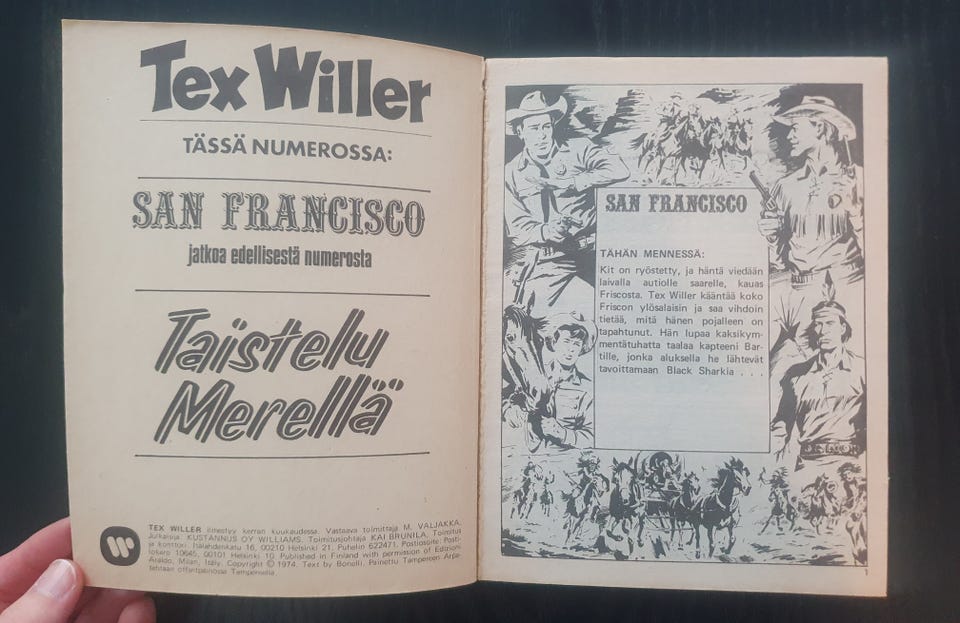 Tex Willer
TÄSSÄ NUMEROSSA:
SAN FRANCISCO
jatkoa edellisestä numerosta
Taistelu
Merellä
TEX WILLER ilmestyy kerran kuukaudessa. Vastaava toimittaja M. VALJAKKA.
Julkaisija KUSTANNUS OY WILLIAMS. Toimitusjohtaja KAI BRUNILA. Toimitus
ja konttori: Hälahdenkatu 16, 00210 Helsinki 21. Puhelin 622471. Postiosoite: Posti-
lokero 10645, 00101 Helsinki 10. Published in Finland with permission of Editioni
Araldo, Milan, Italy. Copyright © 1974. Text by Bonelli. Painettu Tampereen Arpa-
tehtaan offsetpainossa Tampereella.
SAN FRANCISCO
TÄHÄN MENNESSÄ:
Kit on ryöstetty, ja häntä viedään
laivalla autiolle saarelle, kauas
Friscosta. Tex Willer kääntää koko
Friscon ylösalaisin ja saa vihdoin
tietää, mitä hänen pojalleen on
tapahtunut. Hän lupaa kaksikym-
mentätuhatta taalaa kapteeni Bar-
tille, jonka aluksella he lähtevät
tavoittamaan Black Sharkia . . .
1